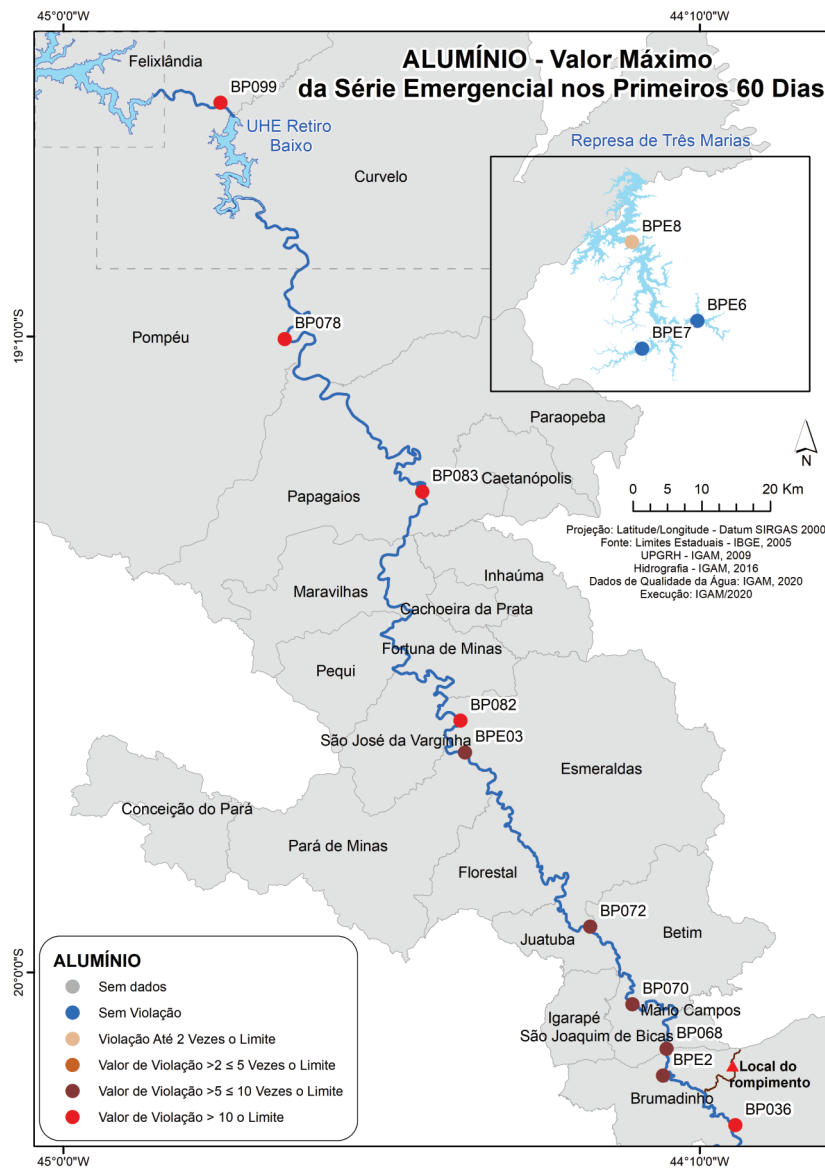 45°0'0"W
44°10'0"W
ALUMÍNIO - Valor Máximo
da Série Emergencial nos Primeiros 60 Dias
Felixlândia
BP099
UHE Retiro
Baixo
Curvelo
Represa de Três Marias
BPE8
BPE6
BPE7
19°10'0"S
BP078
Pompéu
Paraopeba
N
BP083
Caetanópolis
Papagaios
0 5 10 20 Km
Projeção: Latitude/Longitude - Datum SIRGAS 2000
Fonte: Limites Estaduais - IBGE, 2005
UPGRH - IGAM, 2009
Hidrografia - IGAM, 2016
Dados de Qualidade da Água: IGAM, 2020
Execução: IGAM/2020
Inhaúma
Maravilhas
Cachoeira da Prata
Fortuna de Minas
Pequi
BP082
São José da Varginha
BPE03
Esmeraldas
Conceição do Pará
Pará de Minas
Florestal
BP072
Juatuba
Betim
20°0'0"S
BP070
Mário Campos
Igarapé
São Joaquim de Bicas
BP068
BPE2
Local do
rompimento
Brumadinho
BP036
ALUMÍNIO
Sem dados
Sem Violação
Violação Até 2 Vezes o Limite
Valor de Violação >2 ≤ 5 Vezes o Limite
Valor de Violação >5 ≤ 10 Vezes o Limite
Valor de Violação > 10 o Limite
45°0'0"W
44°10'0"W